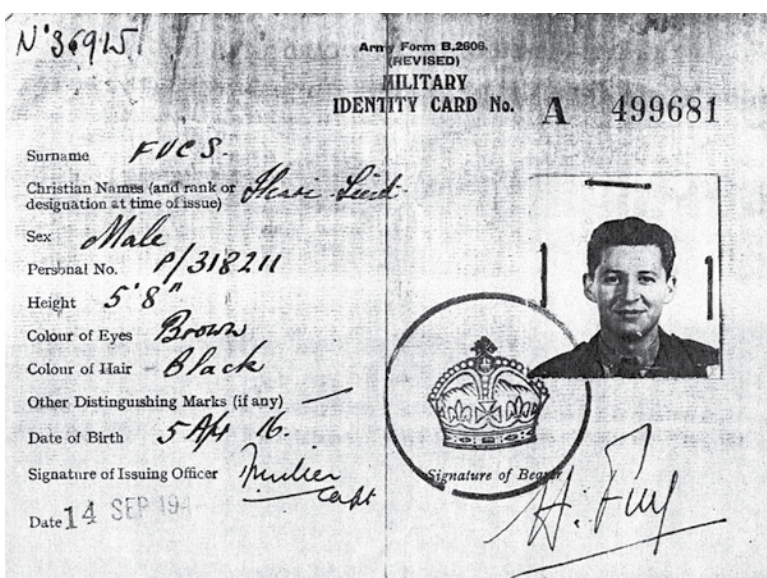 N° 36915
Army Form B.2606.
(REVISED)
MILITARY
IDENTITY CARD No. A 499681
Surname FUCS.
Christian Names (and rank or
designation at time of issue) Lieut.
Sex Male
Personal No. P/318211
Height 5'8"
Colour of Eyes Brown
Colour of Hair Black
Other Distinguishing Marks (if any) —
Date of Birth 5 Apr 16.
Signature of Issuing Officer Capt
Signature of Bearer
Date 14 SEP 194